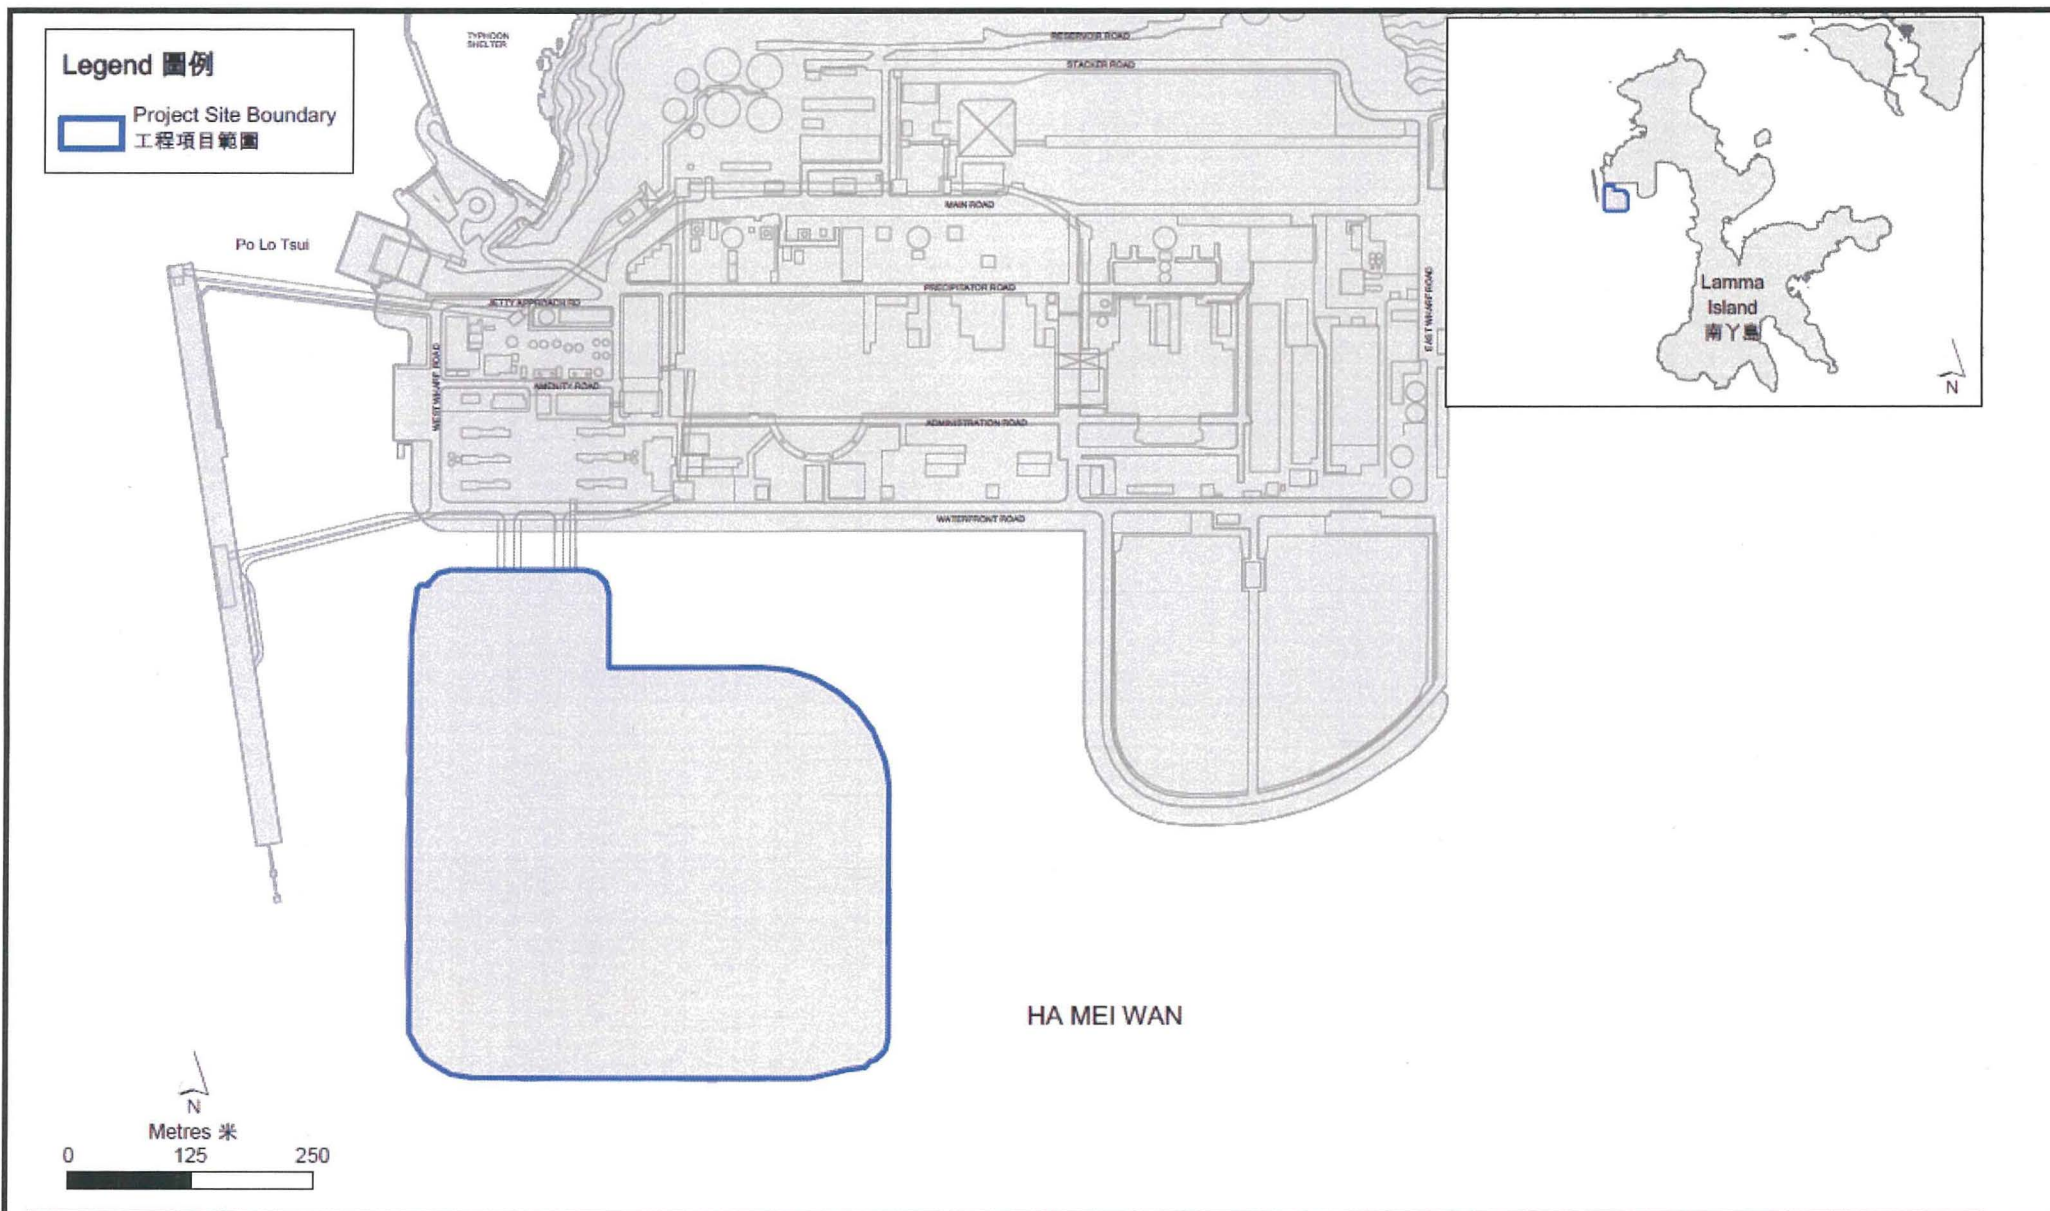 Legend 圖例
Project Site Boundary
工程項目範圍
TYPHOON
SHELTER
RESERVOIR ROAD
STACKER ROAD
MAIN ROAD
Po Lo Tsui
JETTY APPROACH RD
PRECIPITATOR ROAD
WEST WHARF ROAD
EAST WHARF ROAD
AMENITY ROAD
ADMINISTRATION ROAD
WATERFRONT ROAD
Lamma
Island
南丫島
N
HA MEI WAN
N
Metres 米
0 125 250